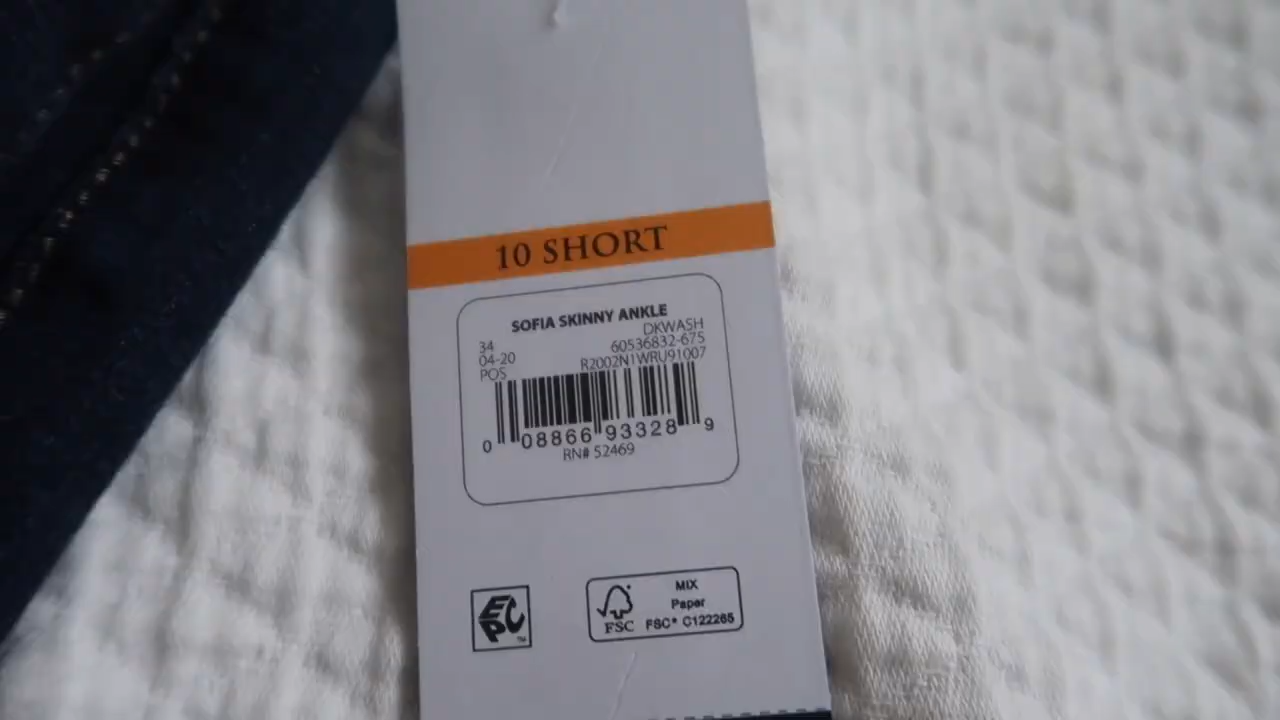 10 SHORT
SOFIA SKINNY ANKLE
34 DKWASH
04-20 60536832-675
POS R2002N1WRU91007
0 08866 93328 9
RN# 52469
EPC™
MIX
Paper
FSC FSC® C122265